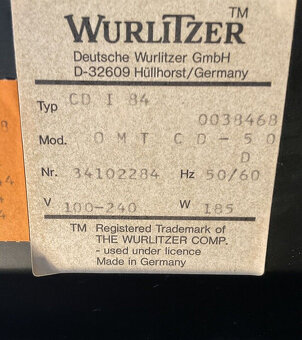 WURLITZER™
Deutsche Wurlitzer GmbH
D-32609 Hüllhorst/Germany
Typ CD I 84
0038468
Mod. OMT CD-50
D
Nr. 34102284 Hz 50/60
V 100-240 W 185
TM Registered Trademark of
THE WURLITZER COMP.
- used under licence
Made in Germany